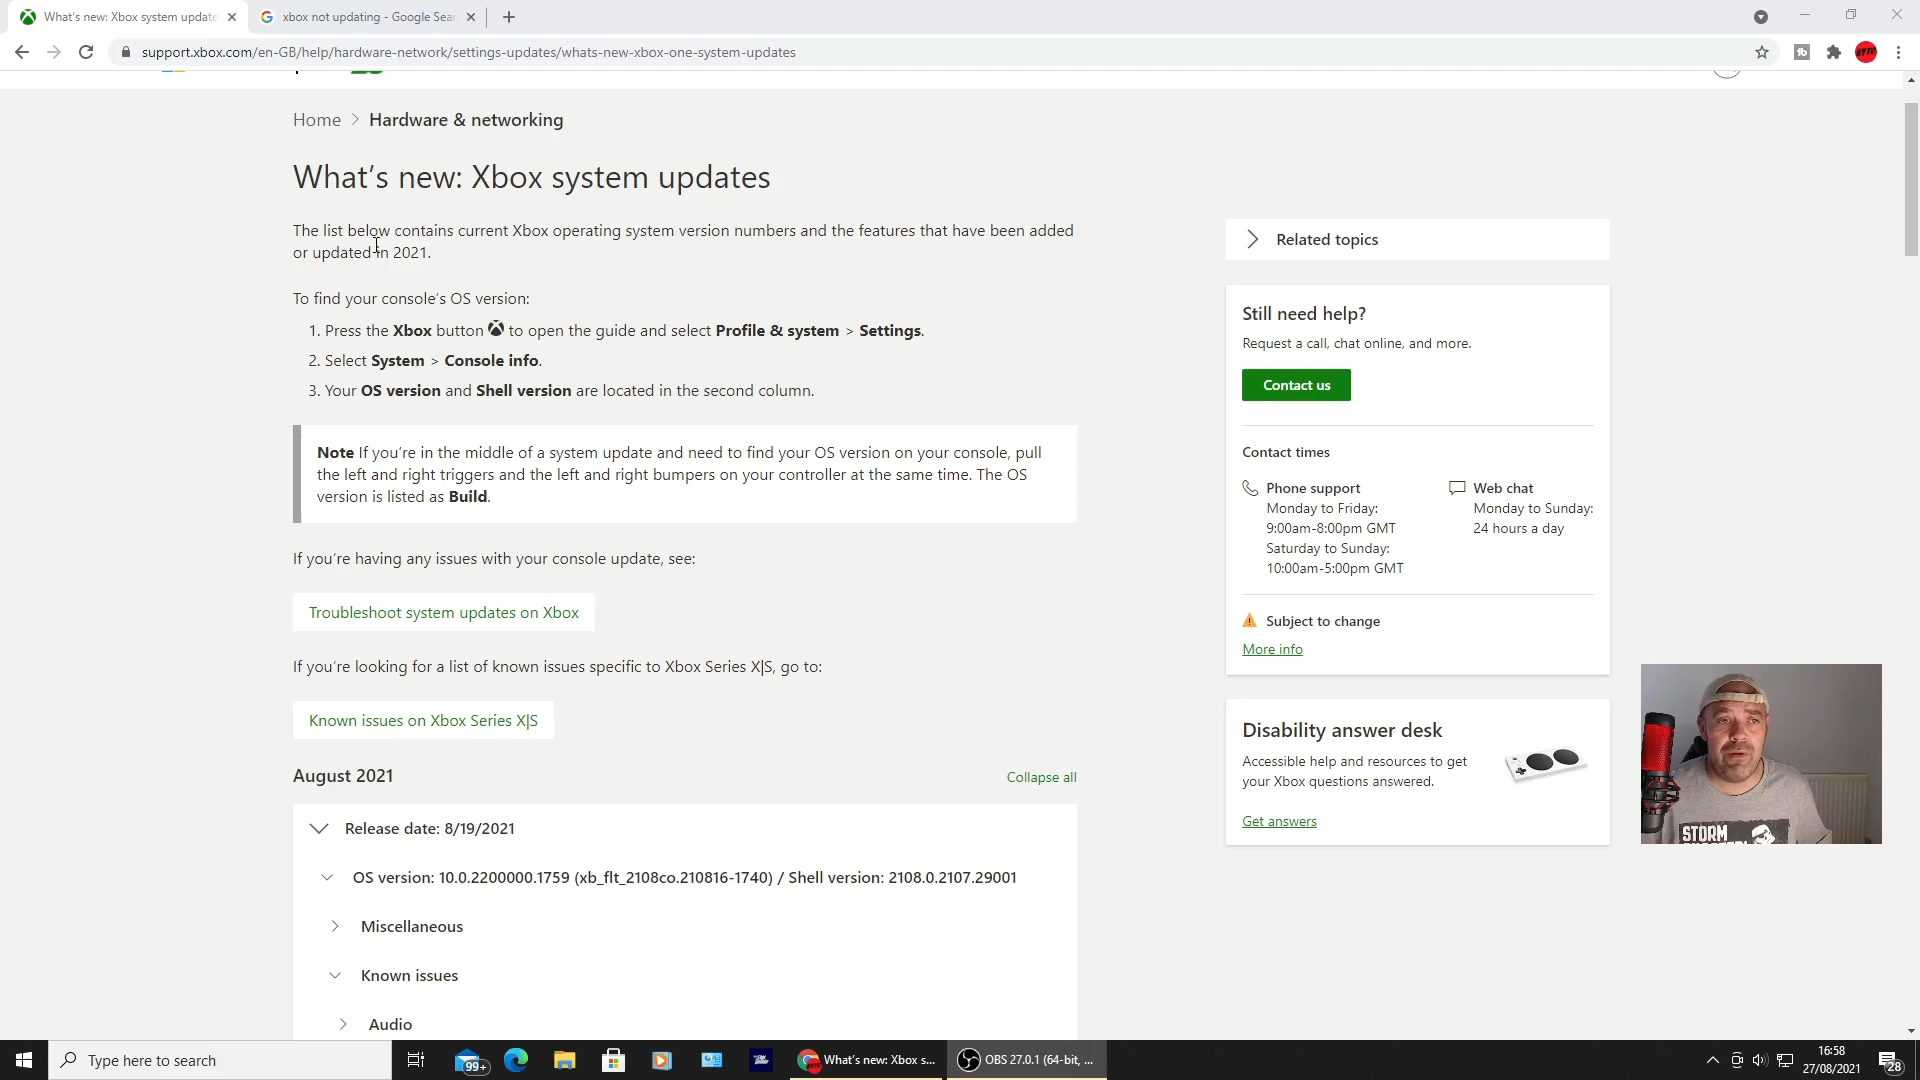 What's new: Xbox system update
xbox not updating - Google Sear
support.xbox.com/en-GB/help/hardware-network/settings-updates/whats-new-xbox-one-system-updates
Home > Hardware & networking
What's new: Xbox system updates
The list below contains current Xbox operating system version numbers and the features that have been added
or updated in 2021.
To find your console's OS version:
1. Press the Xbox button to open the guide and select Profile & system > Settings.
2. Select System > Console info.
3. Your OS version and Shell version are located in the second column.
Note If you're in the middle of a system update and need to find your OS version on your console, pull
the left and right triggers and the left and right bumpers on your controller at the same time. The OS
version is listed as Build.
If you're having any issues with your console update, see:
Troubleshoot system updates on Xbox
If you're looking for a list of known issues specific to Xbox Series X|S, go to:
Known issues on Xbox Series X|S
August 2021
Collapse all
Release date: 8/19/2021
OS version: 10.0.2200000.1759 (xb_flt_2108co.210816-1740) / Shell version: 2108.0.2107.29001
Miscellaneous
Known issues
Audio
Related topics
Still need help?
Request a call, chat online, and more.
Contact us
Contact times
Phone support
Monday to Friday:
9:00am-8:00pm GMT
Saturday to Sunday:
10:00am-5:00pm GMT
Web chat
Monday to Sunday:
24 hours a day
Subject to change
More info
Disability answer desk
Accessible help and resources to get
your Xbox questions answered.
Get answers
STORM
Type here to search
99+
What's new: Xbox s...
OBS 27.0.1 (64-bit, ...
16:58
27/08/2021
28